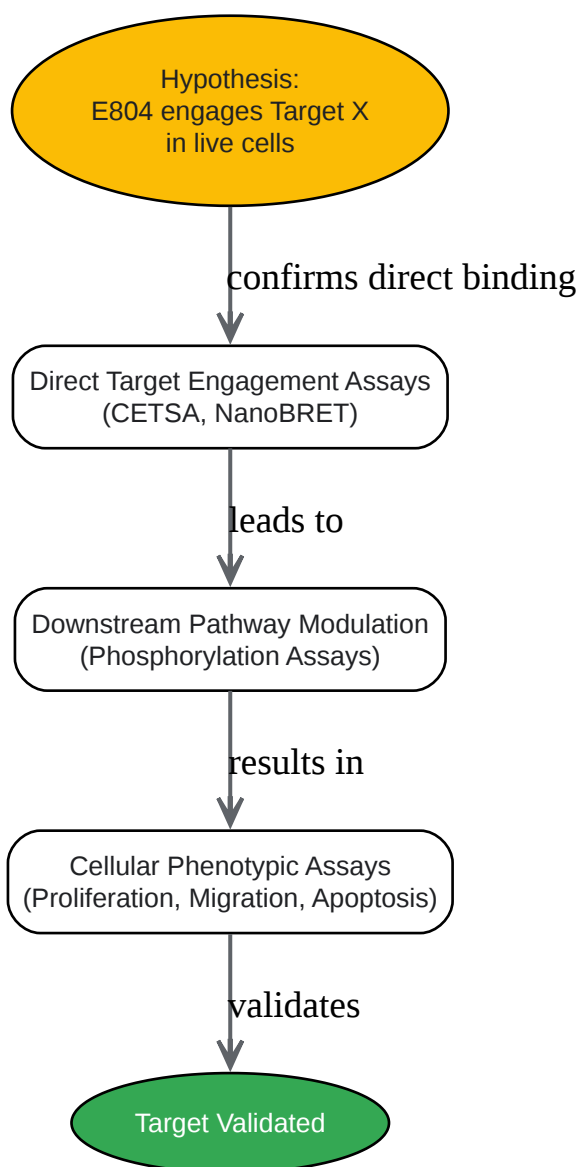 Hypothesis:
E804 engages Target X
in live cells
confirms direct binding
Direct Target Engagement Assays
(CETSA, NanoBRET)
leads to
Downstream Pathway Modulation
(Phosphorylation Assays)
results in
Cellular Phenotypic Assays
(Proliferation, Migration, Apoptosis)
validates
Target Validated